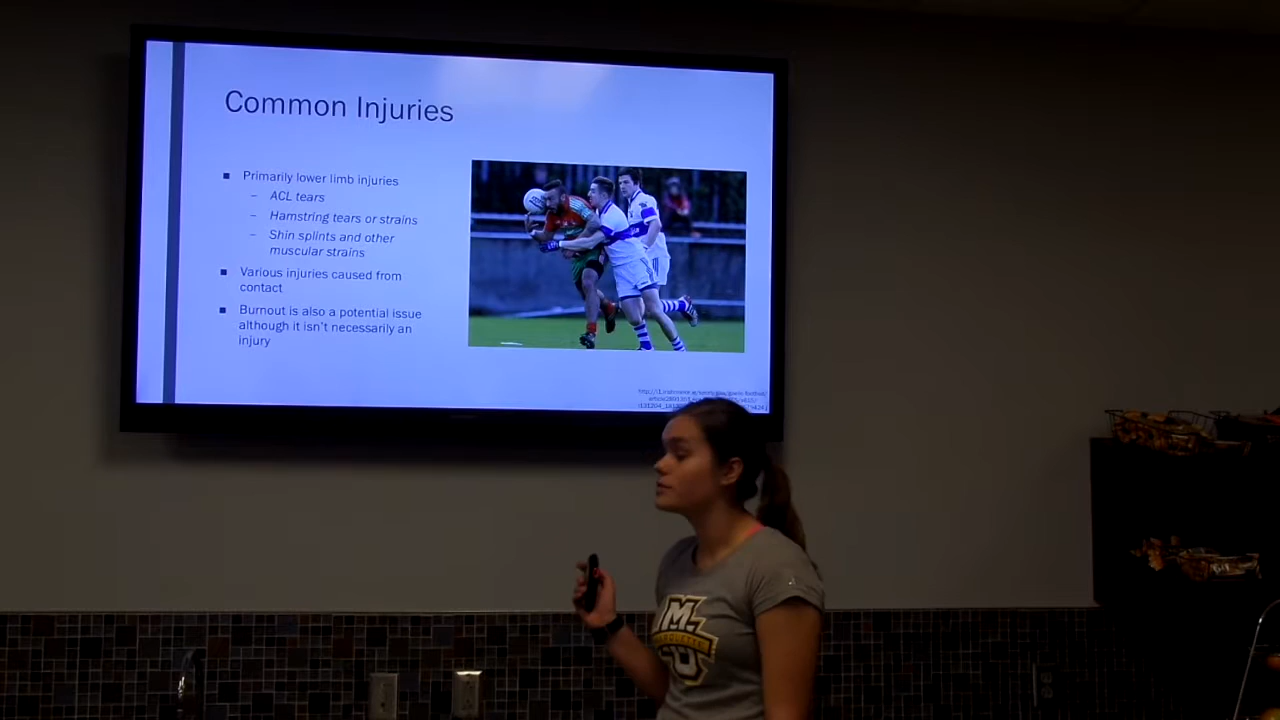 Common Injuries
■ Primarily lower limb injuries
– ACL tears
– Hamstring tears or strains
– Shin splints and other
muscular strains
■ Various injuries caused from
contact
■ Burnout is also a potential issue
although it isn't necessarily an
injury
M
MARQUETTE
U